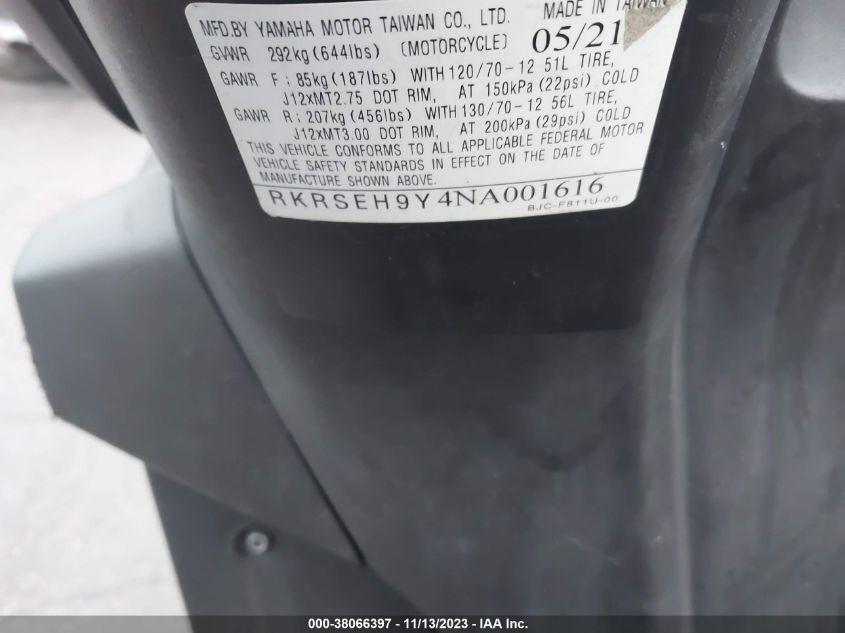 MFD.BY YAMAHA MOTOR TAIWAN CO., LTD. MADE IN TAIWAN
GVWR 292kg(644lbs) (MOTORCYCLE) 05/21
GAWR F : 85kg(187lbs) WITH 120/70-12 51L TIRE,
J12xMT2.75 DOT RIM, AT 150kPa(22psi) COLD
GAWR R : 207kg(456lbs) WITH 130/70-12 56L TIRE,
J12xMT3.00 DOT RIM, AT 200kPa(29psi) COLD
THIS VEHICLE CONFORMS TO ALL APPLICABLE FEDERAL MOTOR
VEHICLE SAFETY STANDARDS IN EFFECT ON THE DATE OF
MANUFACTURE SHOWN ABOVE.
RKRSEH9Y4NA001616
BJC-F811U-00
000-38066397 - 11/13/2023 - IAA Inc.